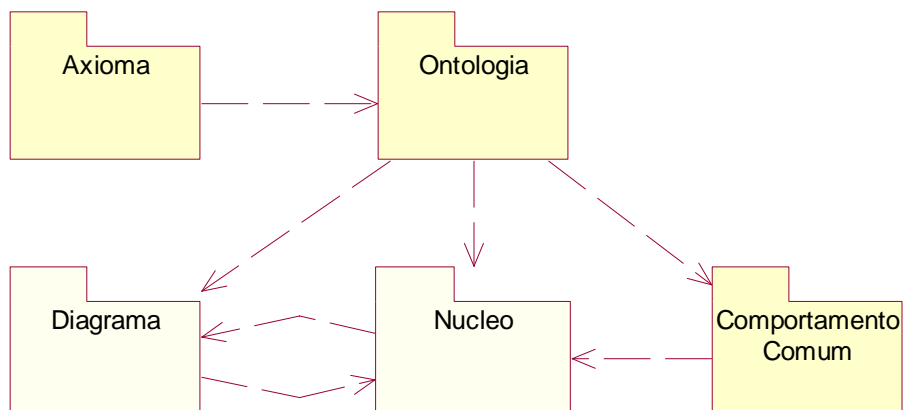 Axioma
Ontologia
Diagrama
Nucleo
Comportamento
Comum